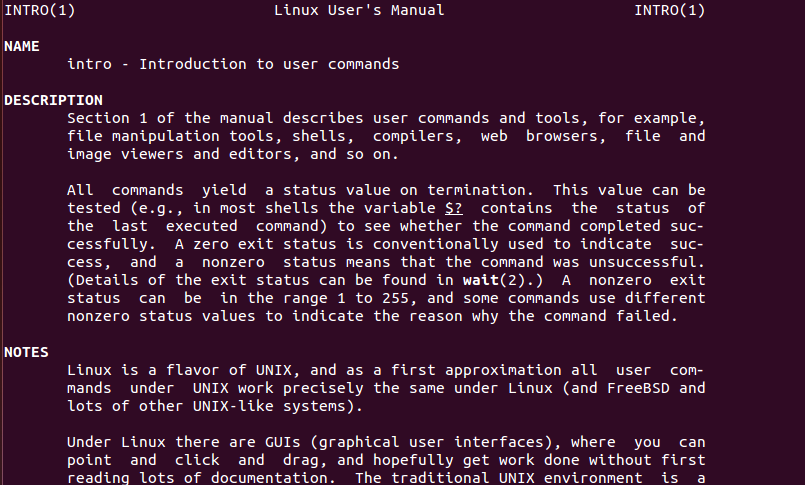 INTRO(1) Linux User's Manual INTRO(1)
NAME
intro - Introduction to user commands
DESCRIPTION
Section 1 of the manual describes user commands and tools, for example,
file manipulation tools, shells, compilers, web browsers, file and
image viewers and editors, and so on.
All commands yield a status value on termination. This value can be
tested (e.g., in most shells the variable $? contains the status of
the last executed command) to see whether the command completed suc-
cessfully. A zero exit status is conventionally used to indicate suc-
cess, and a nonzero status means that the command was unsuccessful.
(Details of the exit status can be found in wait(2).) A nonzero exit
status can be in the range 1 to 255, and some commands use different
nonzero status values to indicate the reason why the command failed.
NOTES
Linux is a flavor of UNIX, and as a first approximation all user com-
mands under UNIX work precisely the same under Linux (and FreeBSD and
lots of other UNIX-like systems).
Under Linux there are GUIs (graphical user interfaces), where you can
point and click and drag, and hopefully get work done without first
reading lots of documentation. The traditional UNIX environment is a